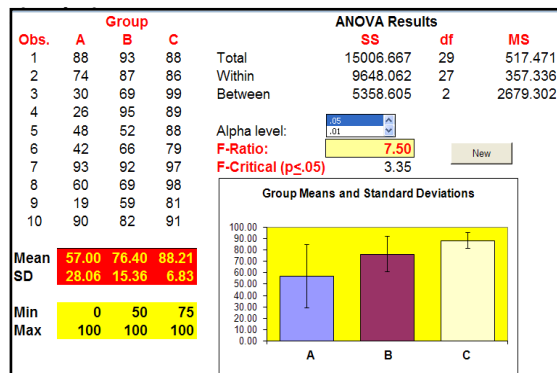 Group ANOVA Results
Obs. A B C SS df MS
1 88 93 88 Total 15006.667 29 517.471
2 74 87 86 Within 9648.062 27 357.336
3 30 69 99 Between 5358.605 2 2679.302
4 26 95 89 .05
5 48 52 88 Alpha level: .01
6 42 66 79 F-Ratio: 7.50 New
7 93 92 97 F-Critical (p≤.05) 3.35
8 60 69 98
9 19 59 81
10 90 82 91
Mean 57.00 76.40 88.21
SD 28.06 15.36 6.83
Min 0 50 75
Max 100 100 100
Group Means and Standard Deviations
100.00
90.00
80.00
70.00
60.00
50.00
40.00
30.00
20.00
10.00
0.00
A B C